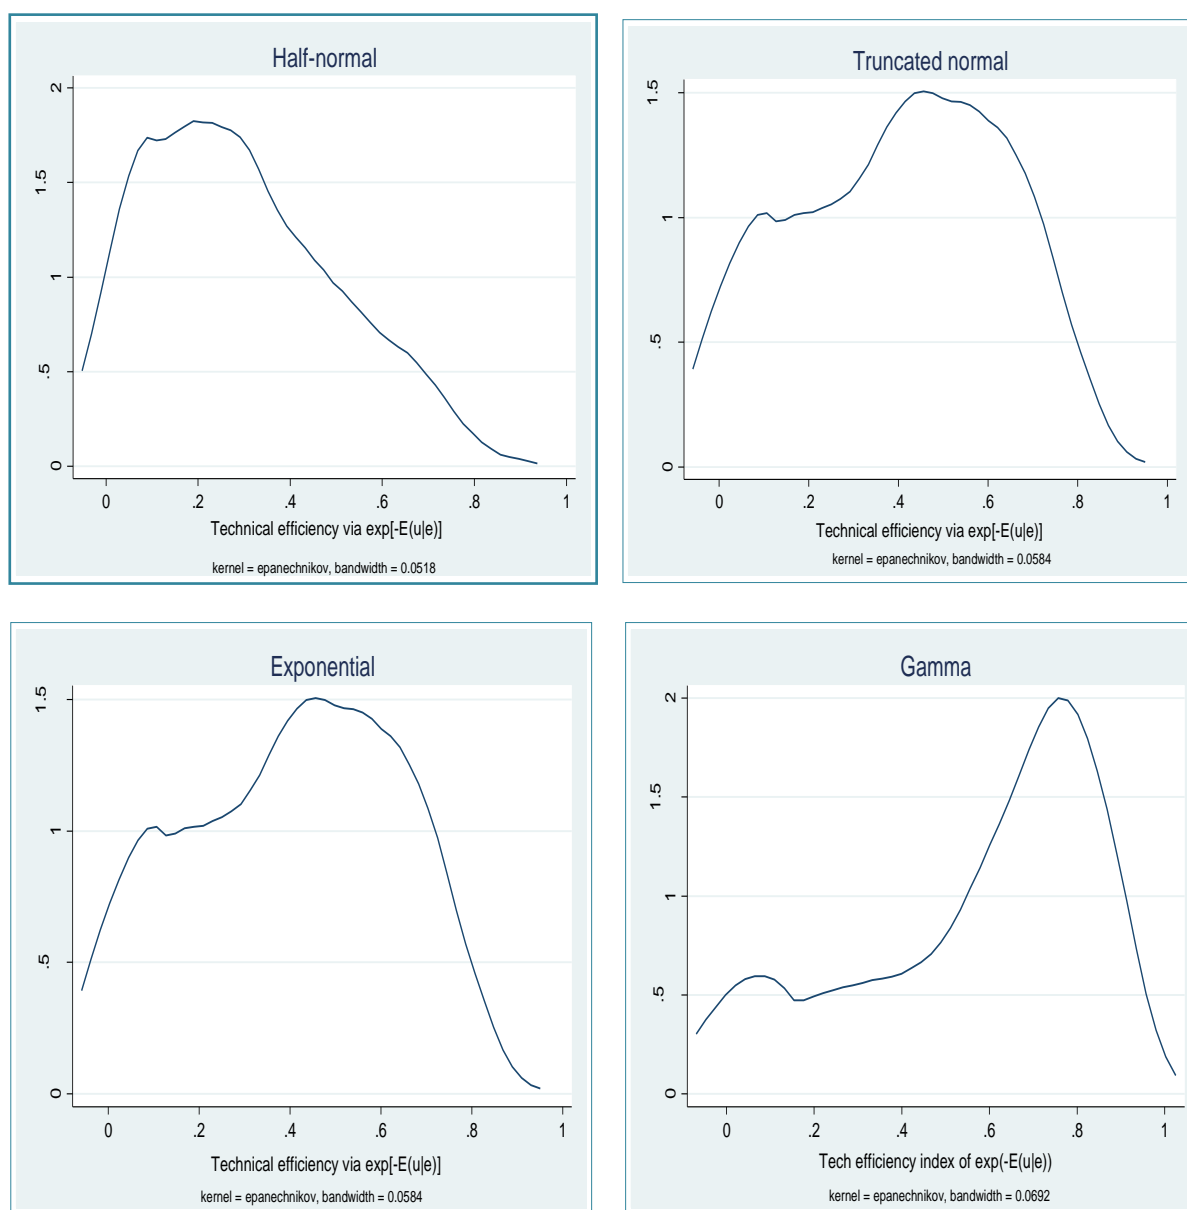 Half-normal
2
1.5
1
.5
0
0 .2 .4 .6 .8 1
Technical efficiency via exp[-E(u|e)]
kernel = epanechnikov, bandwidth = 0.0518
Truncated normal
1.5
1
.5
0
0 .2 .4 .6 .8 1
Technical efficiency via exp[-E(u|e)]
kernel = epanechnikov, bandwidth = 0.0584
Exponential
1.5
1
.5
0
0 .2 .4 .6 .8 1
Technical efficiency via exp[-E(u|e)]
kernel = epanechnikov, bandwidth = 0.0584
Gamma
2
1.5
1
.5
0
0 .2 .4 .6 .8 1
Tech efficiency index of exp(-E(u|e))
kernel = epanechnikov, bandwidth = 0.0692